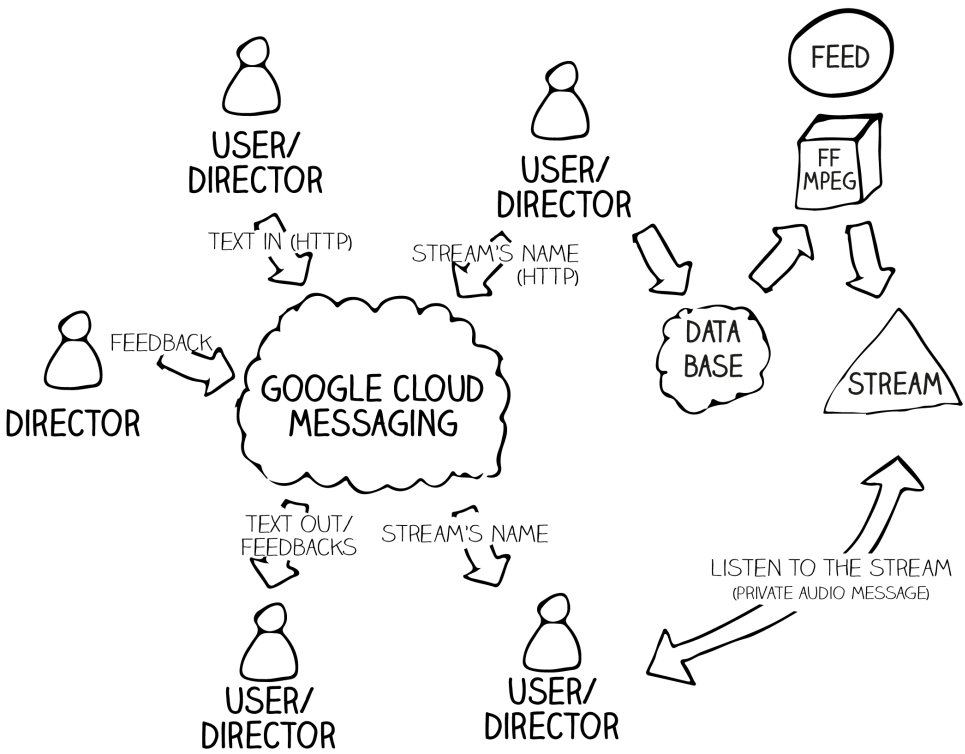 FEED
USER/
DIRECTOR
USER/
DIRECTOR
FF
MPEG
TEXT IN (HTTP)
STREAM'S NAME
(HTTP)
FEEDBACK
DIRECTOR
GOOGLE CLOUD
MESSAGING
DATA
BASE
STREAM
TEXT OUT/
FEEDBACKS
STREAM'S NAME
LISTEN TO THE STREAM
(PRIVATE AUDIO MESSAGE)
USER/
DIRECTOR
USER/
DIRECTOR